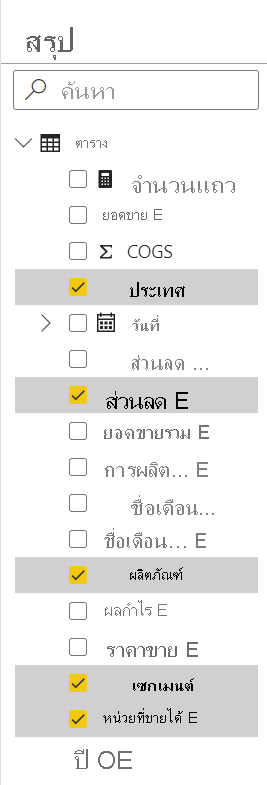 สรุป
ค้นหา
ตาราง
จำนวนแถว
ยอดขาย E
Σ COGS
ประเทศ
วันที่
ส่วนลด ...
ส่วนลด E
ยอดขายรวม E
การผลิต... E
ชื่อเดือน...
ชื่อเดือน... E
ผลิตภัณฑ์
ผลกำไร E
ราคาขาย E
เซกเมนต์
หน่วยที่ขายได้ E
ปี OE